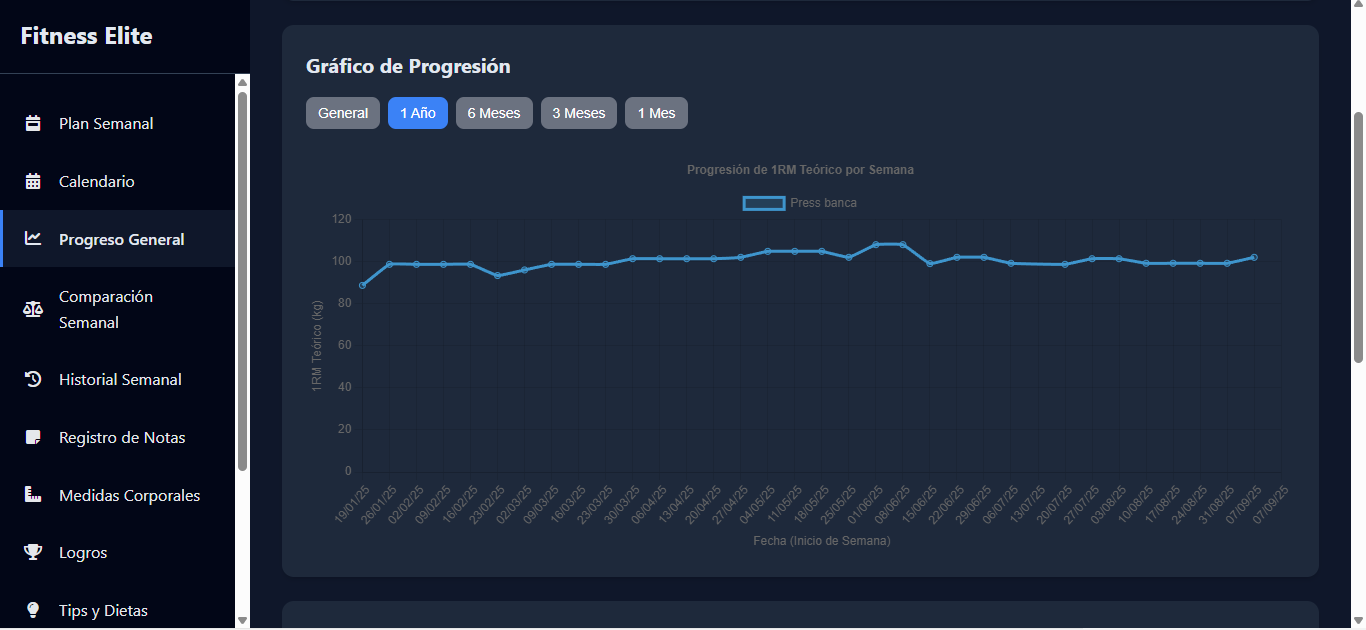 Fitness Elite
Plan Semanal
Calendario
Progreso General
Comparación
Semanal
Historial Semanal
Registro de Notas
Medidas Corporales
Logros
Tips y Dietas
Gráfico de Progresión
General
1 Año
6 Meses
3 Meses
1 Mes
Progresión de 1RM Teórico por Semana
Press banca
1RM Teórico (kg)
120
100
80
60
40
20
0
19/01/25
26/01/25
02/02/25
09/02/25
16/02/25
23/02/25
02/03/25
09/03/25
16/03/25
23/03/25
30/03/25
06/04/25
13/04/25
20/04/25
27/04/25
04/05/25
11/05/25
18/05/25
25/05/25
01/06/25
08/06/25
15/06/25
22/06/25
29/06/25
06/07/25
13/07/25
20/07/25
27/07/25
03/08/25
10/08/25
17/08/25
24/08/25
31/08/25
07/09/25
07/09/25
Fecha (Inicio de Semana)